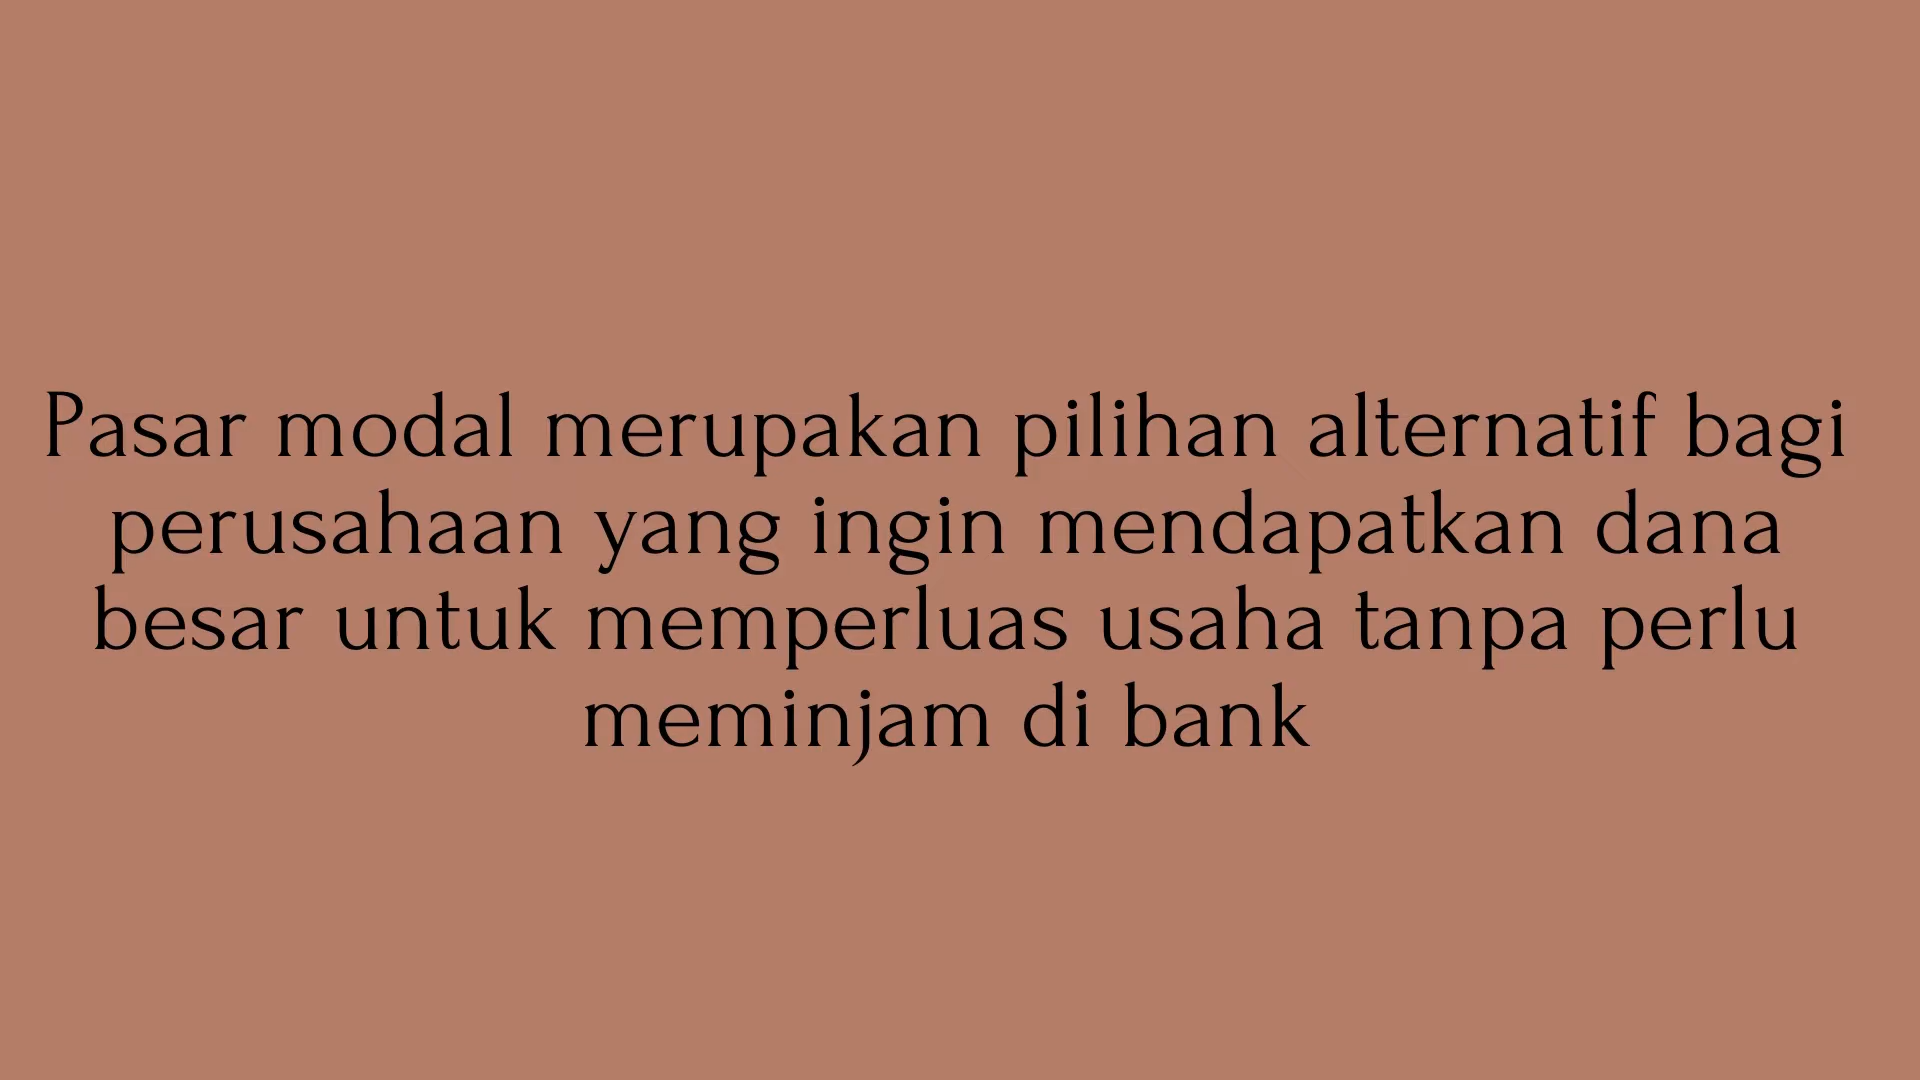 Pasar modal merupakan pilihan alternatif bagi
perusahaan yang ingin mendapatkan dana
besar untuk memperluas usaha tanpa perlu
meminjam di bank